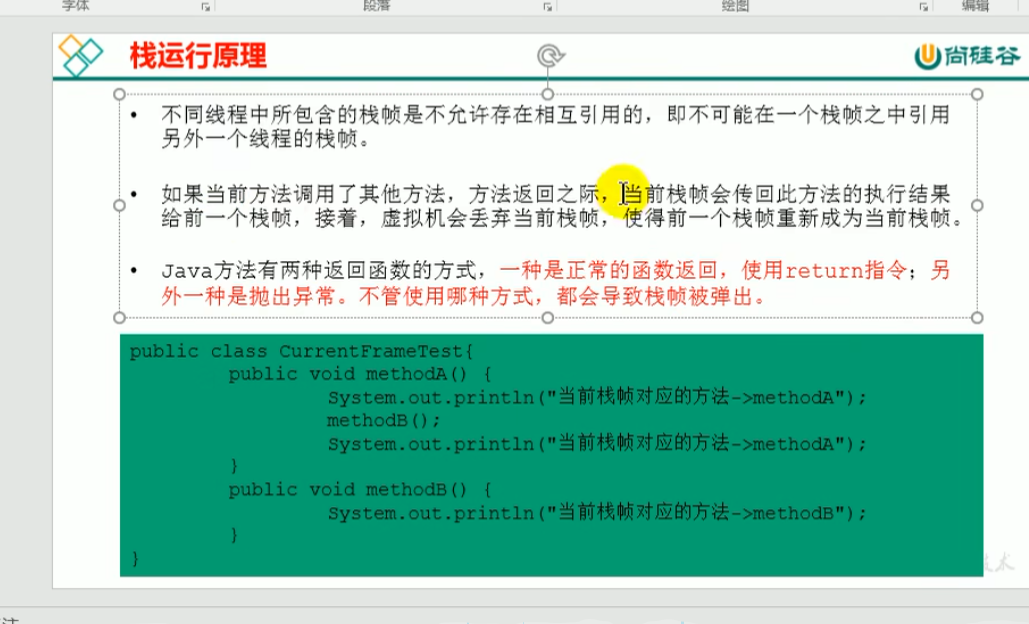 字体
段落
绘图
编辑
栈运行原理
尚硅谷
• 不同线程中所包含的栈帧是不允许存在相互引用的，即不可能在一个栈帧之中引用
另外一个线程的栈帧。
• 如果当前方法调用了其他方法，方法返回之际，当前栈帧会传回此方法的执行结果
给前一个栈帧，接着，虚拟机会丢弃当前栈帧，使得前一个栈帧重新成为当前栈帧。
• Java方法有两种返回函数的方式，一种是正常的函数返回，使用return指令；另
外一种是抛出异常。不管使用哪种方式，都会导致栈帧被弹出。
public class CurrentFrameTest{
public void methodA() {
System.out.println("当前栈帧对应的方法->methodA");
methodB();
System.out.println("当前栈帧对应的方法->methodA");
}
public void methodB() {
System.out.println("当前栈帧对应的方法->methodB");
}
}